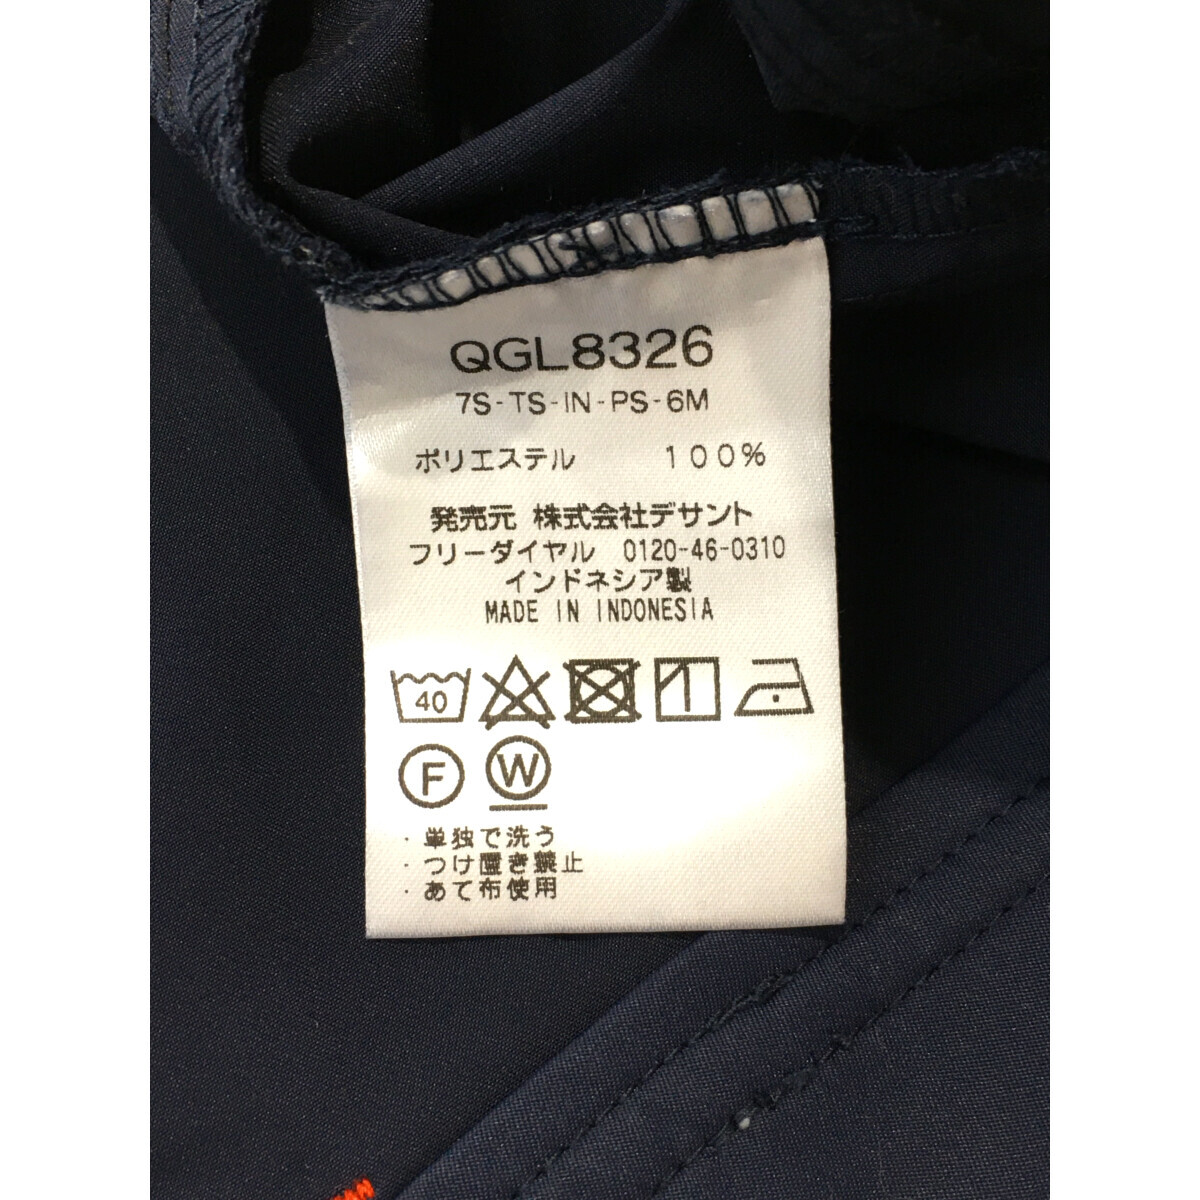 QGL8326
7S-TS-IN-PS-6M
ポリエステル 100%
発売元 株式会社デサント
フリーダイヤル 0120-46-0310
インドネシア製
MADE IN INDONESIA
40
F W
・単独で洗う
・つけ置き禁止
・あて布使用